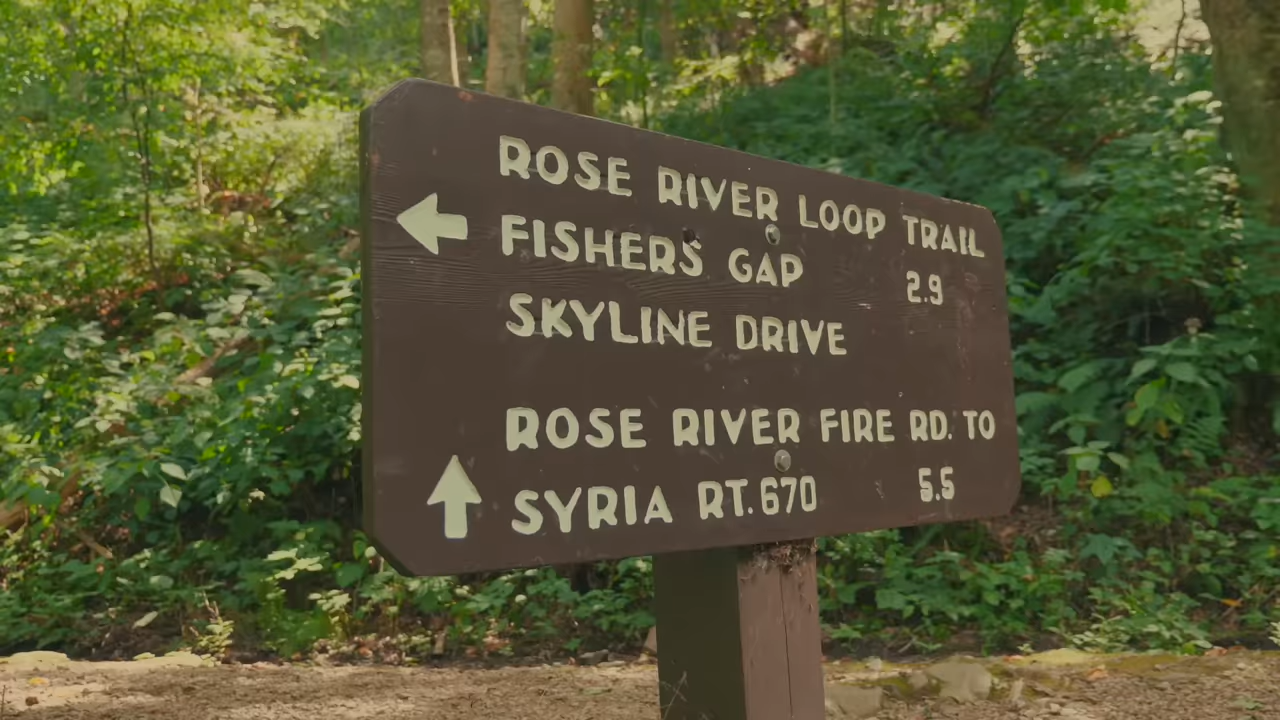 ROSE RIVER LOOP TRAIL
FISHERS GAP 2.9
SKYLINE DRIVE
ROSE RIVER FIRE RD. TO
SYRIA RT.670 5.5